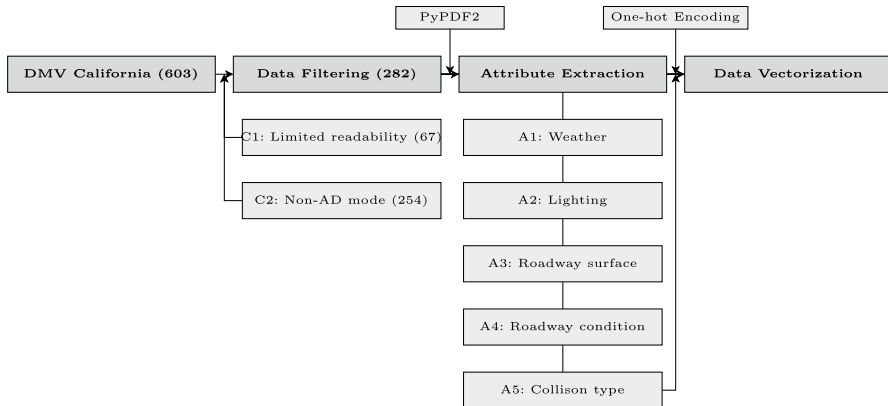 PyPDF2
One-hot Encoding
DMV California (603)
Data Filtering (282)
Attribute Extraction
Data Vectorization
C1: Limited readability (67)
A1: Weather
C2: Non-AD mode (254)
A2: Lighting
A3: Roadway surface
A4: Roadway condition
A5: Collison type